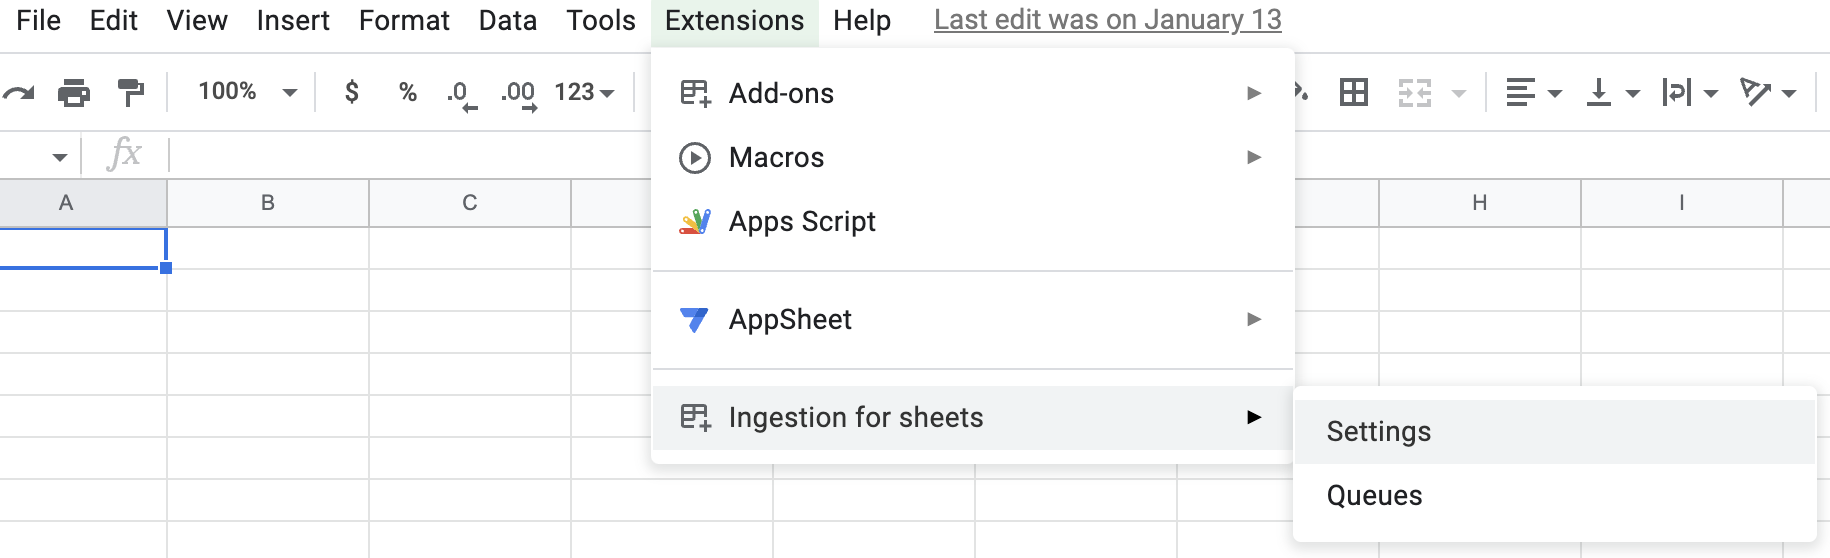 File Edit View Insert Format Data Tools Extensions Help Last edit was on January 13
100% $ % .0 .00 123
Add-ons
Macros
Apps Script
AppSheet
Ingestion for sheets
Settings
Queues
fx
A B C H I